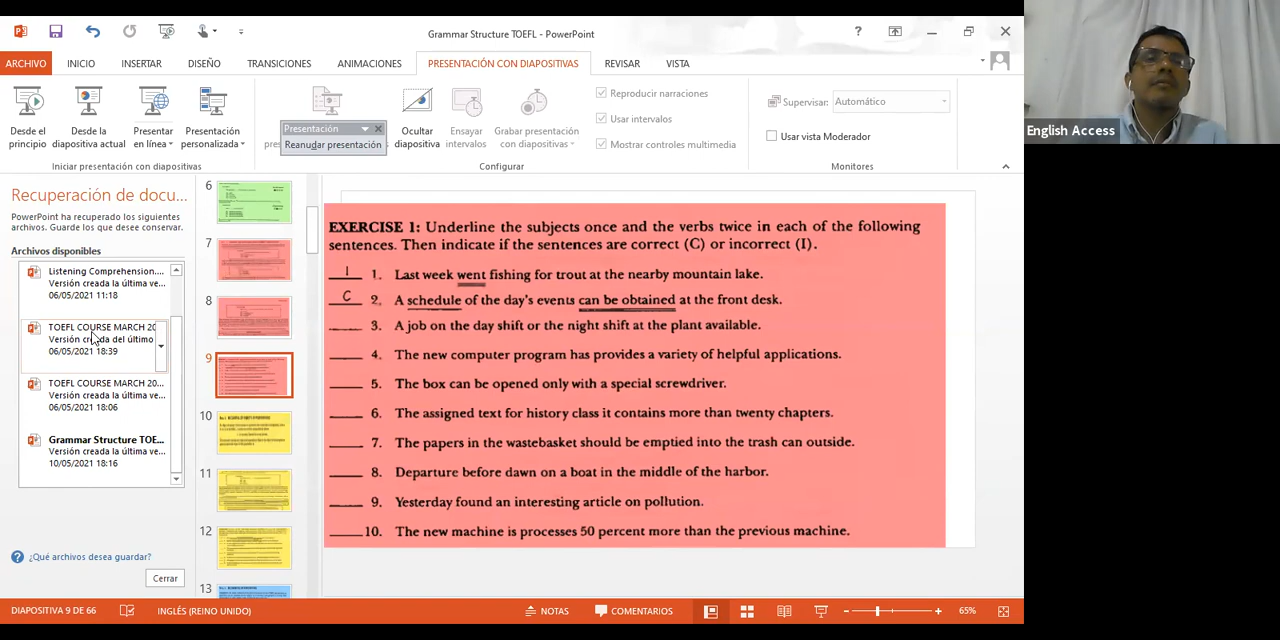 Grammar Structure TOEFL - PowerPoint
?
ARCHIVO INICIO INSERTAR DISEÑO TRANSICIONES ANIMACIONES PRESENTACIÓN CON DIAPOSITIVAS REVISAR VISTA
Desde el principio
Desde la diapositiva actual
Presentar en línea
Presentación personalizada
Iniciar presentación con diapositivas
Presentación
Reanudar presentación
Ocultar diapositiva
Ensayar intervalos
Grabar presentación con diapositivas
Reproducir narraciones
Usar intervalos
Mostrar controles multimedia
Configurar
Supervisar: Automático
Usar vista Moderador
Monitores
English Access
Recuperación de docu...
PowerPoint ha recuperado los siguientes
archivos. Guarde los que desee conservar.
Archivos disponibles
Listening Comprehension....
Versión creada la última ve...
06/05/2021 11:18
TOEFL COURSE MARCH 20
Versión creada del último
06/05/2021 18:39
TOEFL COURSE MARCH 20...
Versión creada la última ve...
06/05/2021 18:06
Grammar Structure TOE...
Versión creada la última ve...
10/05/2021 18:16
¿Qué archivos desea guardar?
Cerrar
6
7
8
9
10
11
12
13
EXERCISE 1: Underline the subjects once and the verbs twice in each of the following
sentences. Then indicate if the sentences are correct (C) or incorrect (I).
I 1. Last week went fishing for trout at the nearby mountain lake.
C 2. A schedule of the day's events can be obtained at the front desk.
3. A job on the day shift or the night shift at the plant available.
4. The new computer program has provides a variety of helpful applications.
5. The box can be opened only with a special screwdriver.
6. The assigned text for history class it contains more than twenty chapters.
7. The papers in the wastebasket should be emptied into the trash can outside.
8. Departure before dawn on a boat in the middle of the harbor.
9. Yesterday found an interesting article on pollution.
10. The new machine is processes 50 percent more than the previous machine.
DIAPOSITIVA 9 DE 66 INGLÉS (REINO UNIDO) NOTAS COMENTARIOS 65%